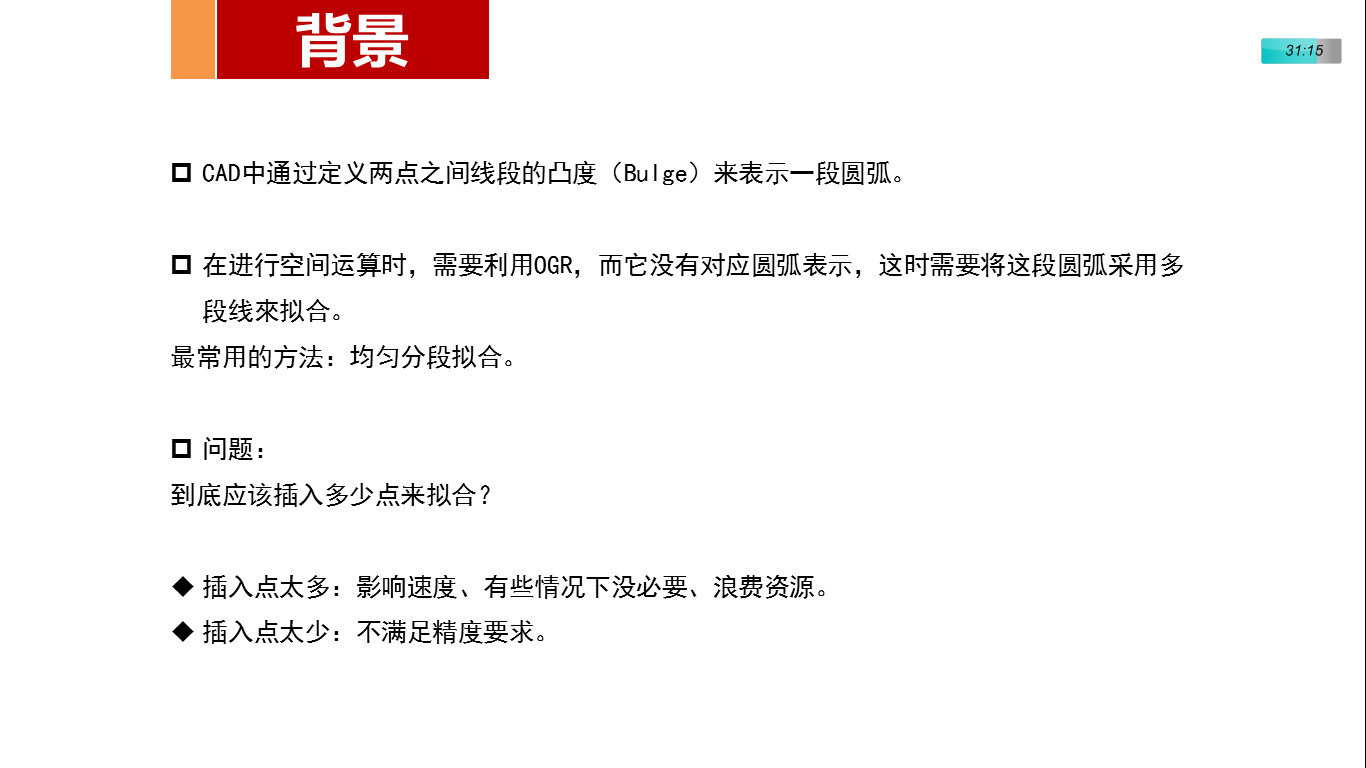 背景
31:15
CAD中通过定义两点之间线段的凸度（Bulge）来表示一段圆弧。
在进行空间运算时，需要利用OGR，而它没有对应圆弧表示，这时需要将这段圆弧采用多
段线来拟合。
最常用的方法：均匀分段拟合。
问题：
到底应该插入多少点来拟合？
插入点太多：影响速度、有些情况下没必要、浪费资源。
插入点太少：不满足精度要求。